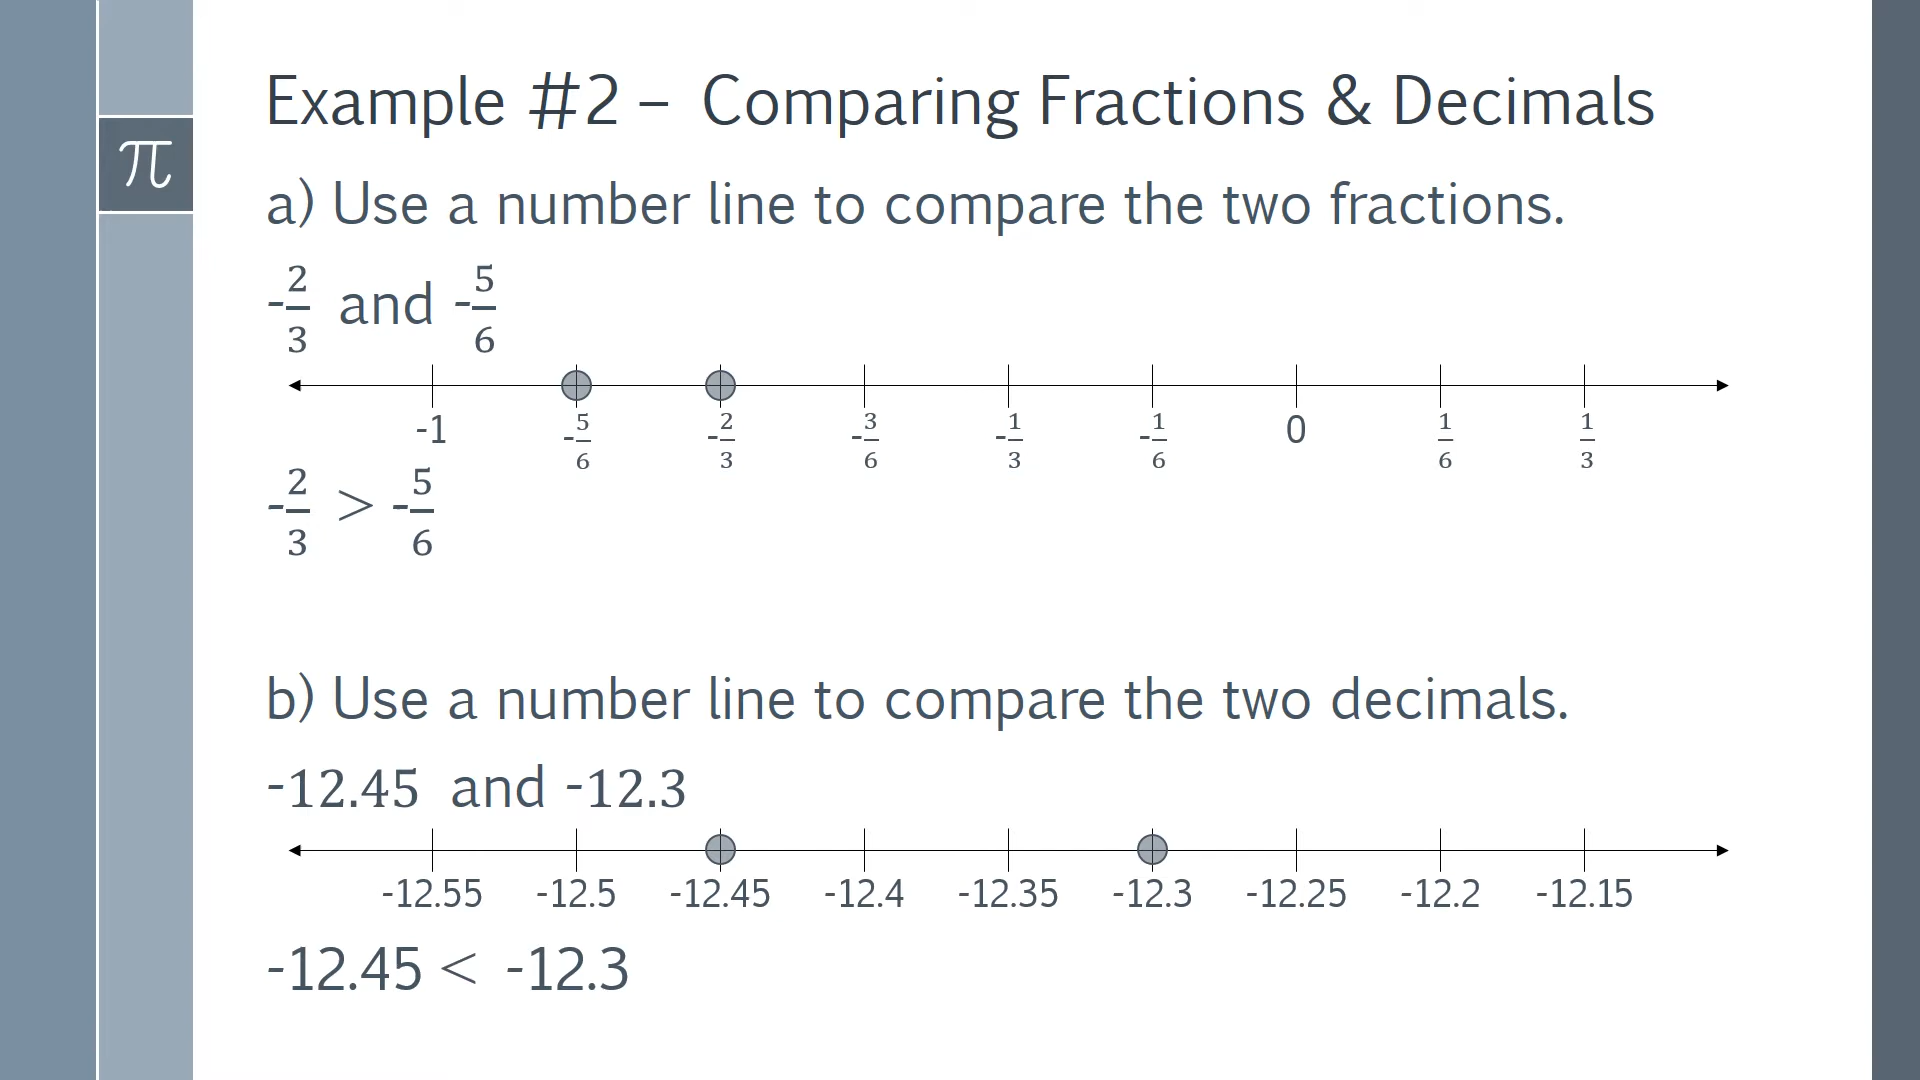 Example #2 – Comparing Fractions & Decimals
π
a) Use a number line to compare the two fractions.
-2/3 and -5/6
-1 -5/6 -2/3 -3/6 -1/3 -1/6 0 1/6 1/3
-2/3 > -5/6
b) Use a number line to compare the two decimals.
-12.45 and -12.3
-12.55 -12.5 -12.45 -12.4 -12.35 -12.3 -12.25 -12.2 -12.15
-12.45 < -12.3